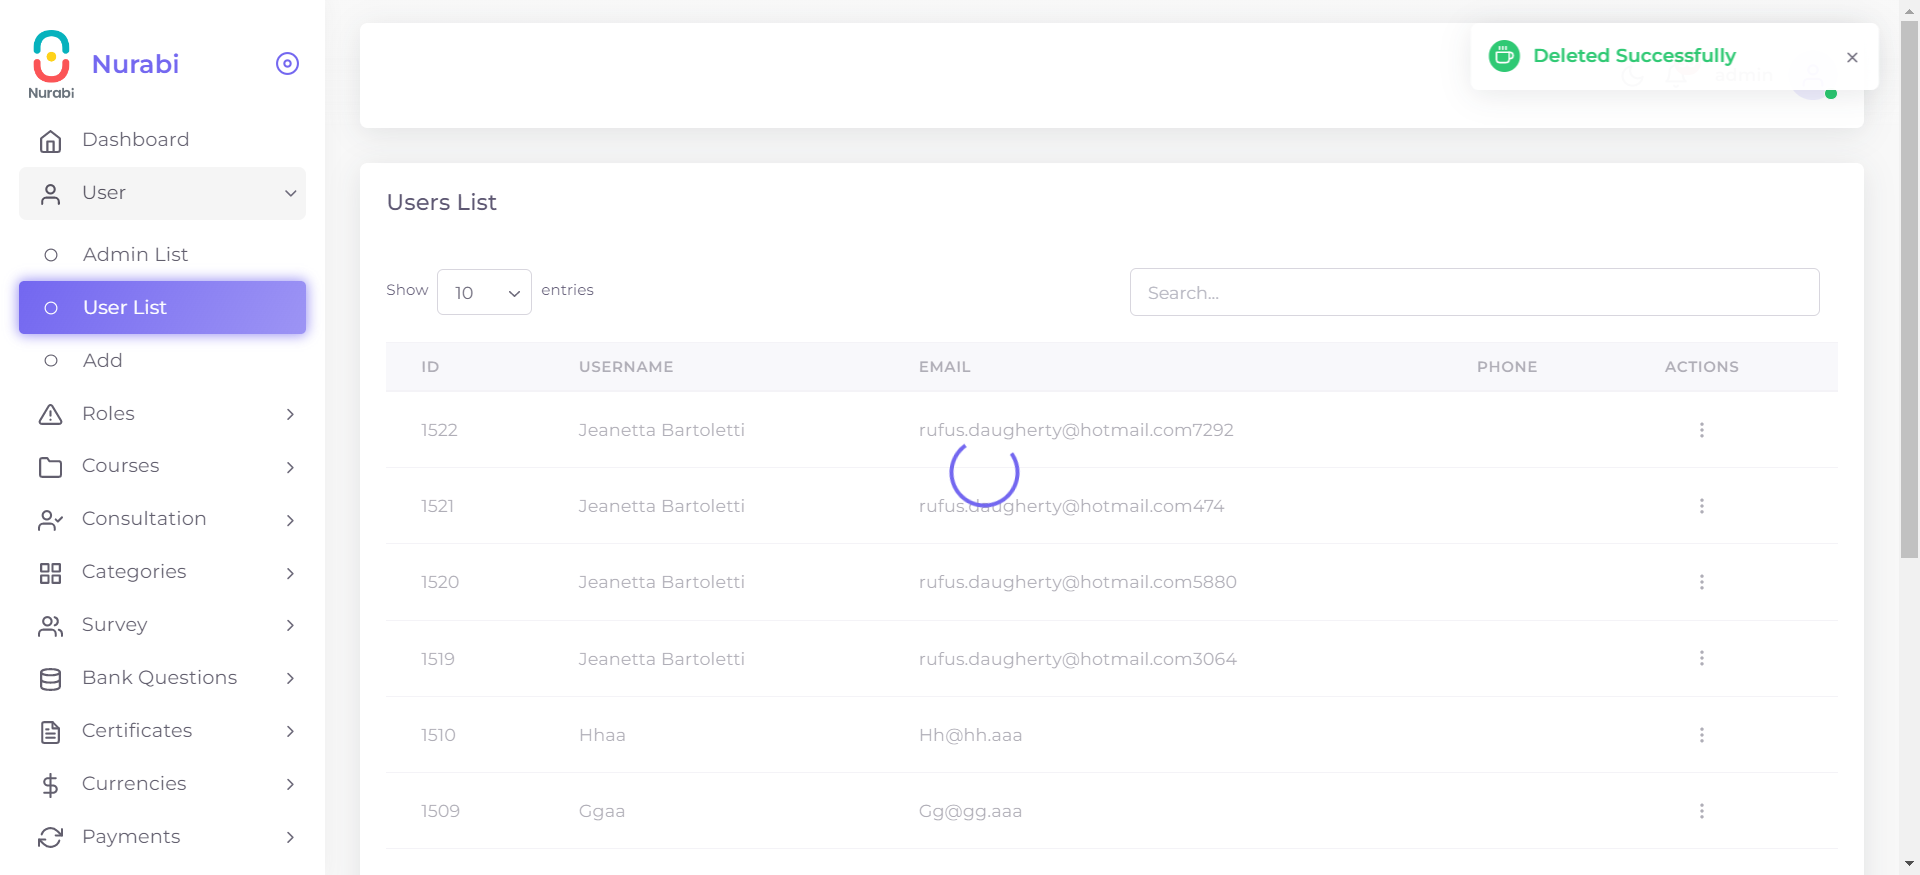 Nurabi
Nurabi
Dashboard
User
Admin List
User List
Add
Roles
Courses
Consultation
Categories
Survey
Bank Questions
Certificates
Currencies
Payments
Deleted Successfully
Users List
Show 10 entries
Search...
ID USERNAME EMAIL PHONE ACTIONS
1522 Jeanetta Bartoletti rufus.daugherty@hotmail.com7292
1521 Jeanetta Bartoletti rufus.daugherty@hotmail.com474
1520 Jeanetta Bartoletti rufus.daugherty@hotmail.com5880
1519 Jeanetta Bartoletti rufus.daugherty@hotmail.com3064
1510 Hhaa Hh@hh.aaa
1509 Ggaa Gg@gg.aaa